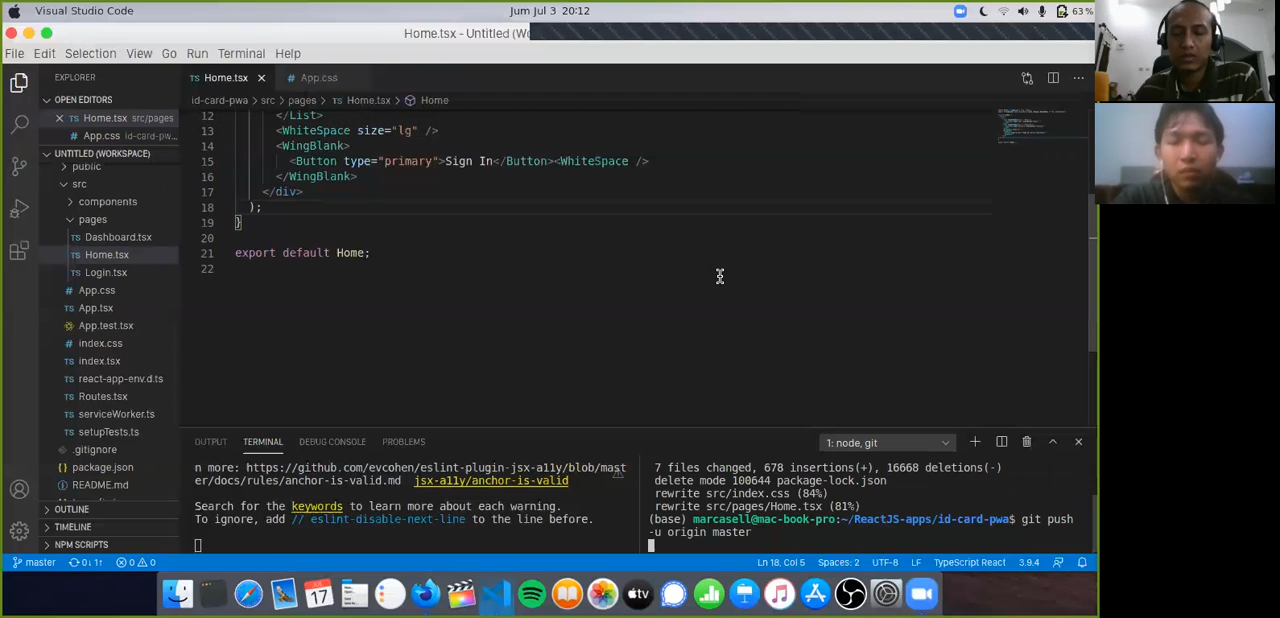 Visual Studio Code
Jum Jul 3 20:12
63%
Home.tsx - Untitled (Wo
File Edit Selection View Go Run Terminal Help
EXPLORER
OPEN EDITORS
Home.tsx src/pages
App.css id-card-pw...
UNTITLED (WORKSPACE)
public
src
components
pages
Dashboard.tsx
Home.tsx
Login.tsx
App.css
App.tsx
App.test.tsx
index.css
index.tsx
react-app-env.d.ts
Routes.tsx
serviceWorker.ts
setupTests.ts
.gitignore
package.json
README.md
OUTLINE
TIMELINE
NPM SCRIPTS
Home.tsx
App.css
id-card-pwa > src > pages > Home.tsx > Home
12 </List>
13 <WhiteSpace size="lg" />
14 <WingBlank>
15 <Button type="primary">Sign In</Button><WhiteSpace />
16 </WingBlank>
17 </div>
18 );
19 }
20
21 export default Home;
22
OUTPUT TERMINAL DEBUG CONSOLE PROBLEMS
1: node, git
n more: https://github.com/evcohen/eslint-plugin-jsx-a11y/blob/mast
er/docs/rules/anchor-is-valid.md jsx-a11y/anchor-is-valid
Search for the keywords to learn more about each warning.
To ignore, add // eslint-disable-next-line to the line before.
7 files changed, 678 insertions(+), 16668 deletions(-)
delete mode 100644 package-lock.json
rewrite src/index.css (84%)
rewrite src/pages/Home.tsx (81%)
(base) marcasell@mac-book-pro:~/ReactJS-apps/id-card-pwa$ git push
-u origin master
master 0↓ 1↑ 0 0
Ln 18, Col 5 Spaces: 2 UTF-8 LF TypeScript React 3.9.4
17
tv